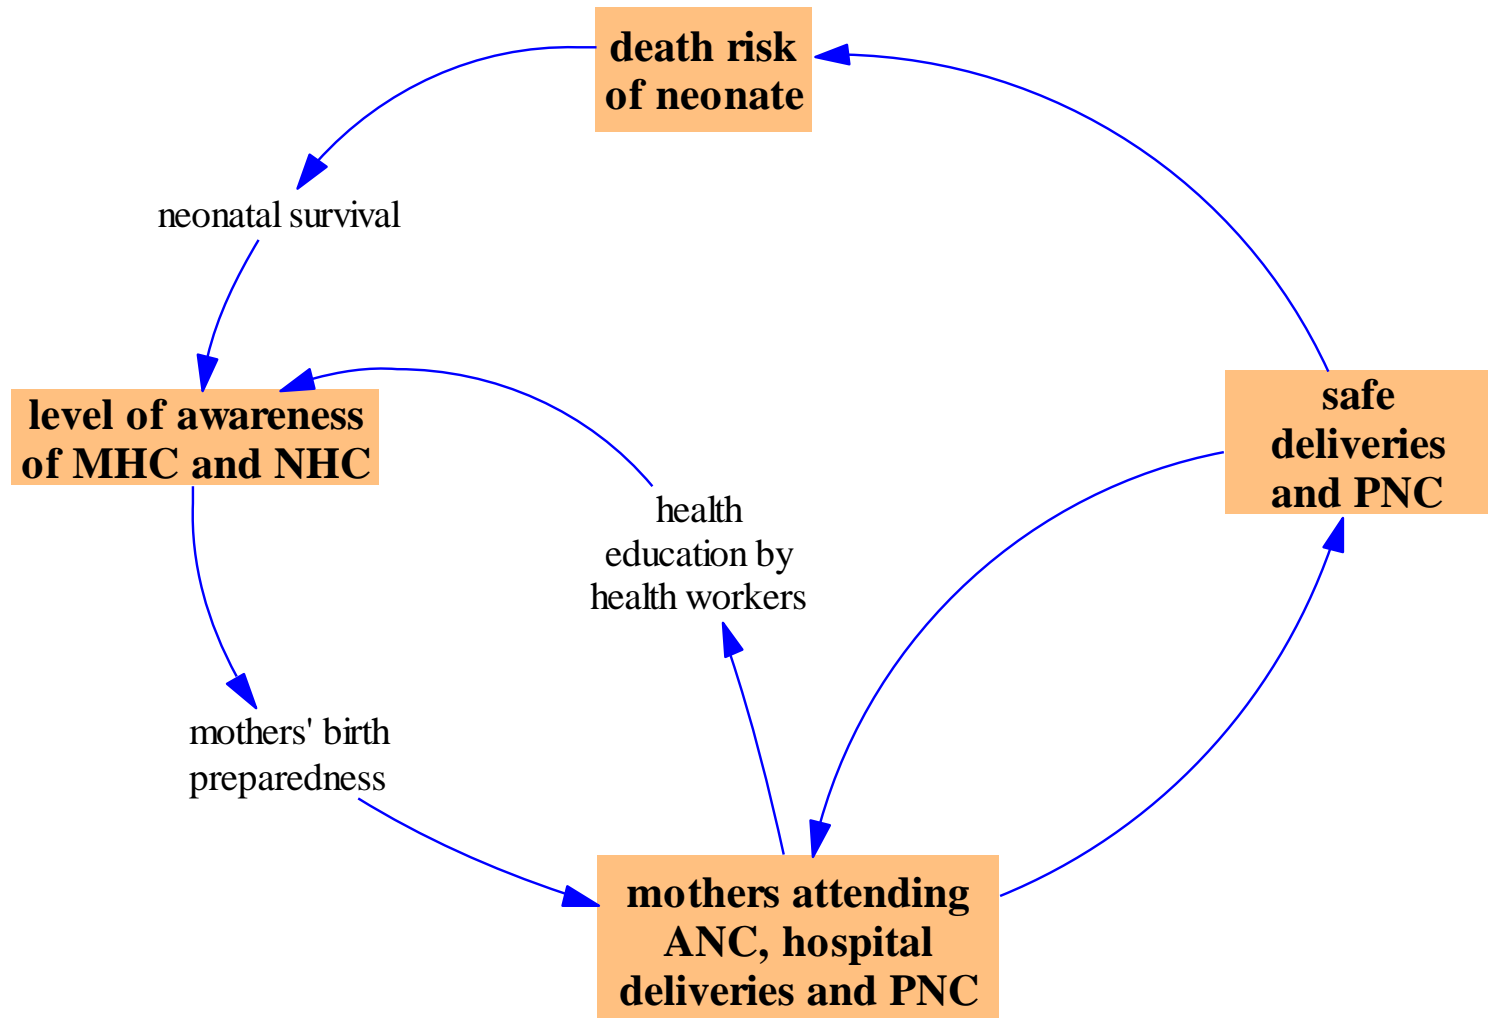 death risk
of neonate
neonatal survival
level of awareness
of MHC and NHC
safe
deliveries
and PNC
health
education by
health workers
mothers' birth
preparedness
mothers attending
ANC, hospital
deliveries and PNC